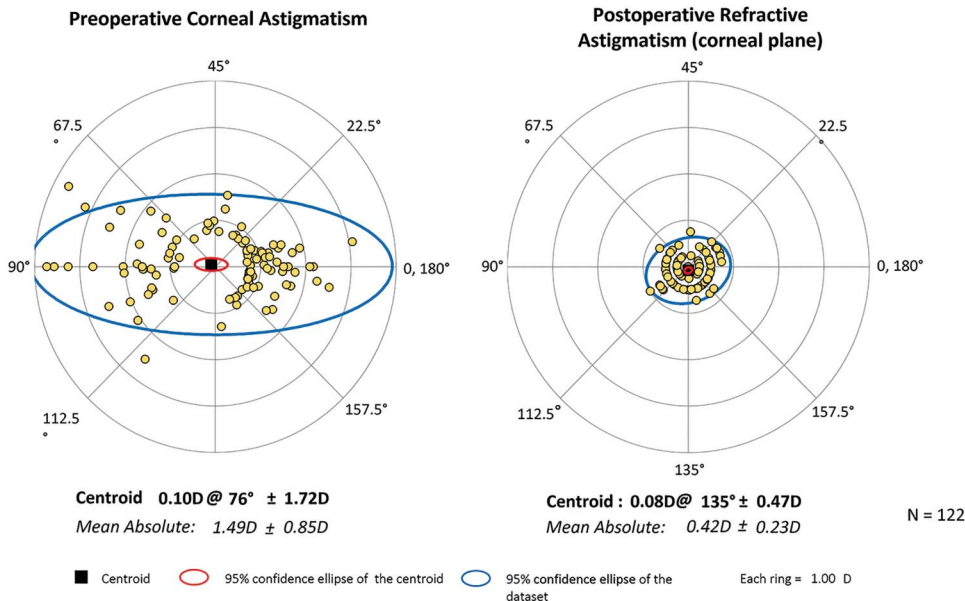 Preoperative Corneal Astigmatism
45°
67.5
°
22.5°
90°
0, 180°
112.5
°
157.5°
Centroid 0.10D @ 76° ± 1.72D
Mean Absolute: 1.49D ± 0.85D
Postoperative Refractive
Astigmatism (corneal plane)
45°
67.5
°
22.5
°
90°
0, 180°
112.5°
157.5°
135°
Centroid : 0.08D@ 135° ± 0.47D
Mean Absolute: 0.42D ± 0.23D
N = 122
Centroid
95% confidence ellipse of the centroid
95% confidence ellipse of the
dataset
Each ring = 1.00 D